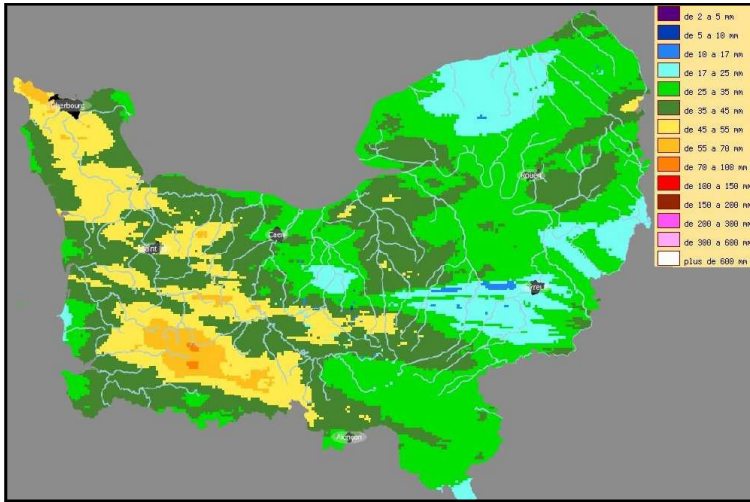 de 2 a 5 mm
de 5 a 10 mm
de 10 a 17 mm
de 17 a 25 mm
de 25 a 35 mm
de 35 a 45 mm
de 45 a 55 mm
de 55 a 70 mm
de 70 a 100 mm
de 100 a 150 mm
de 150 a 200 mm
de 200 a 300 mm
de 300 a 600 mm
plus de 600 mm
Cherbourg
Rouen
Caen
Saint
Evreux
Alencon